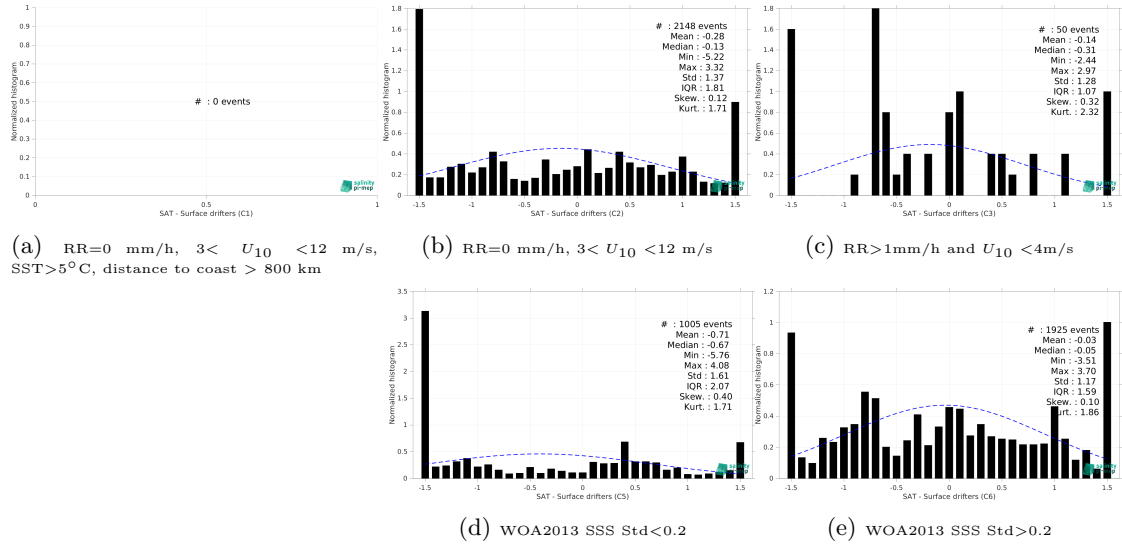 1
0.9
0.8
0.7
0.6
0.5
0.4
0.3
0.2
0.1
0
Normalized histogram
# : 0 events
0 0.5 1
SAT - Surface drifters (C1)
salinity
pi-mep
(a) RR=0 mm/h, 3< U10 <12 m/s,
SST>5°C, distance to coast > 800 km
1.8
1.6
1.4
1.2
1
0.8
0.6
0.4
0.2
0
Normalized histogram
# : 2148 events
Mean : -0.28
Median : -0.13
Min : -5.22
Max : 3.32
Std : 1.37
IQR : 1.81
Skew. : 0.12
Kurt. : 1.71
-1.5 -1 -0.5 0 0.5 1 1.5
SAT - Surface drifters (C2)
salinity
pi-mep
(b) RR=0 mm/h, 3< U10 <12 m/s
1.8
1.6
1.4
1.2
1
0.8
0.6
0.4
0.2
0
Normalized histogram
# : 50 events
Mean : -0.14
Median : -0.31
Min : -2.44
Max : 2.97
Std : 1.28
IQR : 1.07
Skew. : 0.32
Kurt. : 2.32
-1.5 -1 -0.5 0 0.5 1 1.5
SAT - Surface drifters (C3)
salinity
pi-mep
(c) RR>1mm/h and U10 <4m/s
3.5
3
2.5
2
1.5
1
0.5
0
Normalized histogram
# : 1005 events
Mean : -0.71
Median : -0.67
Min : -5.76
Max : 4.08
Std : 1.61
IQR : 2.07
Skew. : 0.40
Kurt. : 1.71
-1.5 -1 -0.5 0 0.5 1 1.5
SAT - Surface drifters (C5)
salinity
pi-mep
(d) WOA2013 SSS Std<0.2
1.2
1
0.8
0.6
0.4
0.2
0
Normalized histogram
# : 1925 events
Mean : -0.03
Median : -0.05
Min : -3.51
Max : 3.70
Std : 1.17
IQR : 1.59
Skew. : 0.10
Kurt. : 1.86
-1.5 -1 -0.5 0 0.5 1 1.5
SAT - Surface drifters (C6)
salinity
pi-mep
(e) WOA2013 SSS Std>0.2